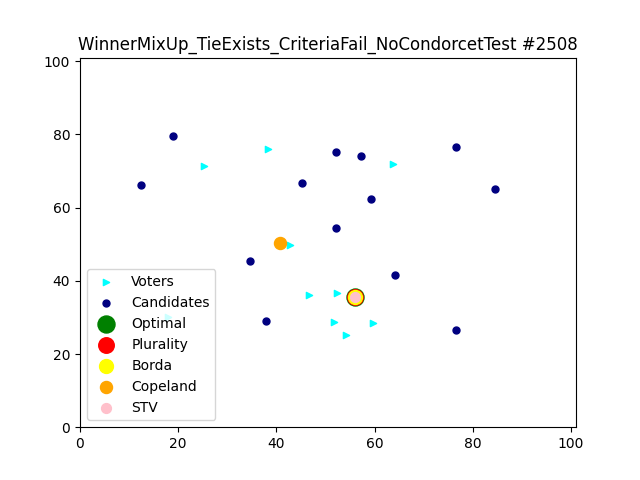 WinnerMixUp_TieExists_CriteriaFail_NoCondorcetTest #2508
100
80
60
40
20
0
Voters
Candidates
Optimal
Plurality
Borda
Copeland
STV
0 20 40 60 80 100